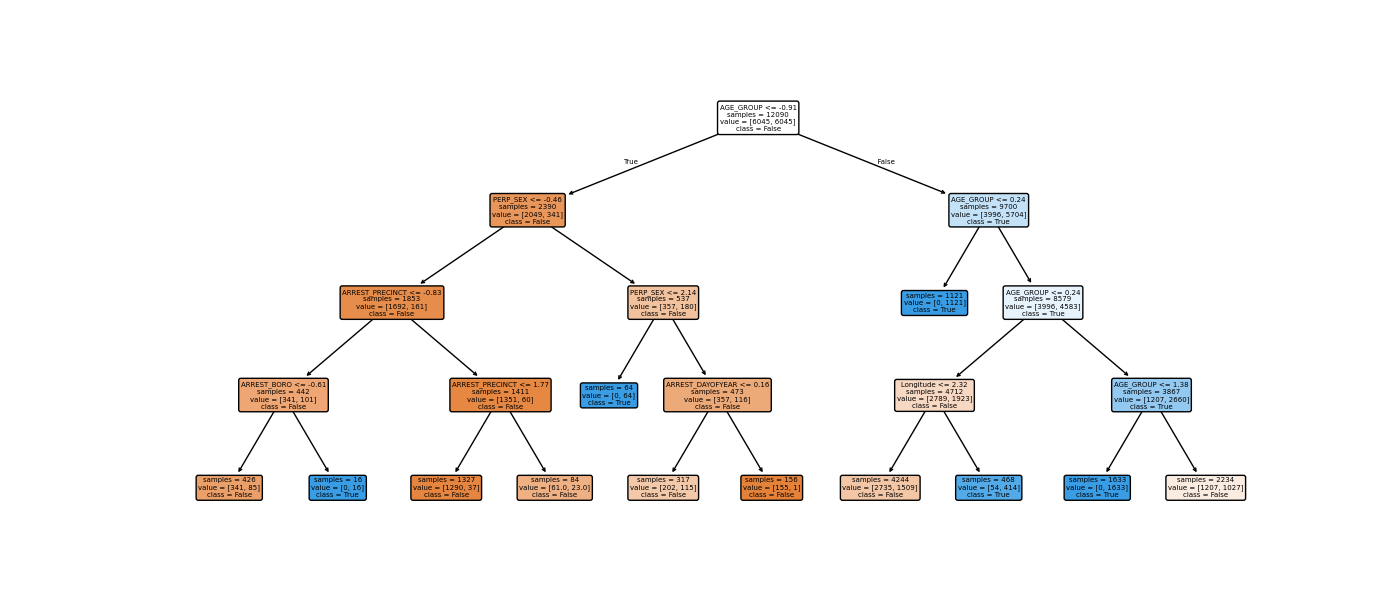 AGE_GROUP <= -0.91
samples = 12090
value = [6045, 6045]
class = False
True
False
PERP_SEX <= -0.46
samples = 2390
value = [2049, 341]
class = False
AGE_GROUP <= 0.24
samples = 9700
value = [3996, 5704]
class = True
ARREST_PRECINCT <= -0.83
samples = 1853
value = [1692, 161]
class = False
PERP_SEX <= 2.14
samples = 537
value = [357, 180]
class = False
samples = 1121
value = [0, 1121]
class = True
AGE_GROUP <= 0.24
samples = 8579
value = [3996, 4583]
class = True
ARREST_BORO <= -0.61
samples = 442
value = [341, 101]
class = False
ARREST_PRECINCT <= 1.77
samples = 1411
value = [1351, 60]
class = False
samples = 64
value = [0, 64]
class = True
ARREST_DAYOFYEAR <= 0.16
samples = 473
value = [357, 116]
class = False
Longitude <= 2.32
samples = 4712
value = [2789, 1923]
class = False
AGE_GROUP <= 1.38
samples = 3867
value = [1207, 2660]
class = True
samples = 426
value = [341, 85]
class = False
samples = 16
value = [0, 16]
class = True
samples = 1327
value = [1290, 37]
class = False
samples = 84
value = [61.0, 23.0]
class = False
samples = 317
value = [202, 115]
class = False
samples = 156
value = [155, 1]
class = False
samples = 4244
value = [2735, 1509]
class = False
samples = 468
value = [54, 414]
class = True
samples = 1633
value = [0, 1633]
class = True
samples = 2234
value = [1207, 1027]
class = False